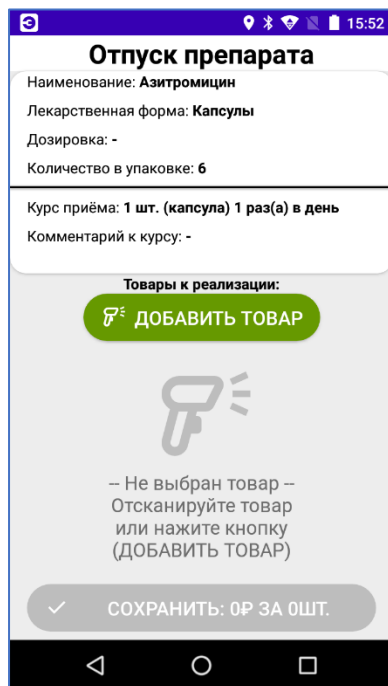 15:52
Отпуск препарата
Наименование: Азитромицин
Лекарственная форма: Капсулы
Дозировка: -
Количество в упаковке: 6
Курс приёма: 1 шт. (капсула) 1 раз(а) в день
Комментарий к курсу: -
Товары к реализации:
ДОБАВИТЬ ТОВАР
-- Не выбран товар --
Отсканируйте товар
или нажите кнопку
(ДОБАВИТЬ ТОВАР)
СОХРАНИТЬ: 0₽ ЗА 0ШТ.